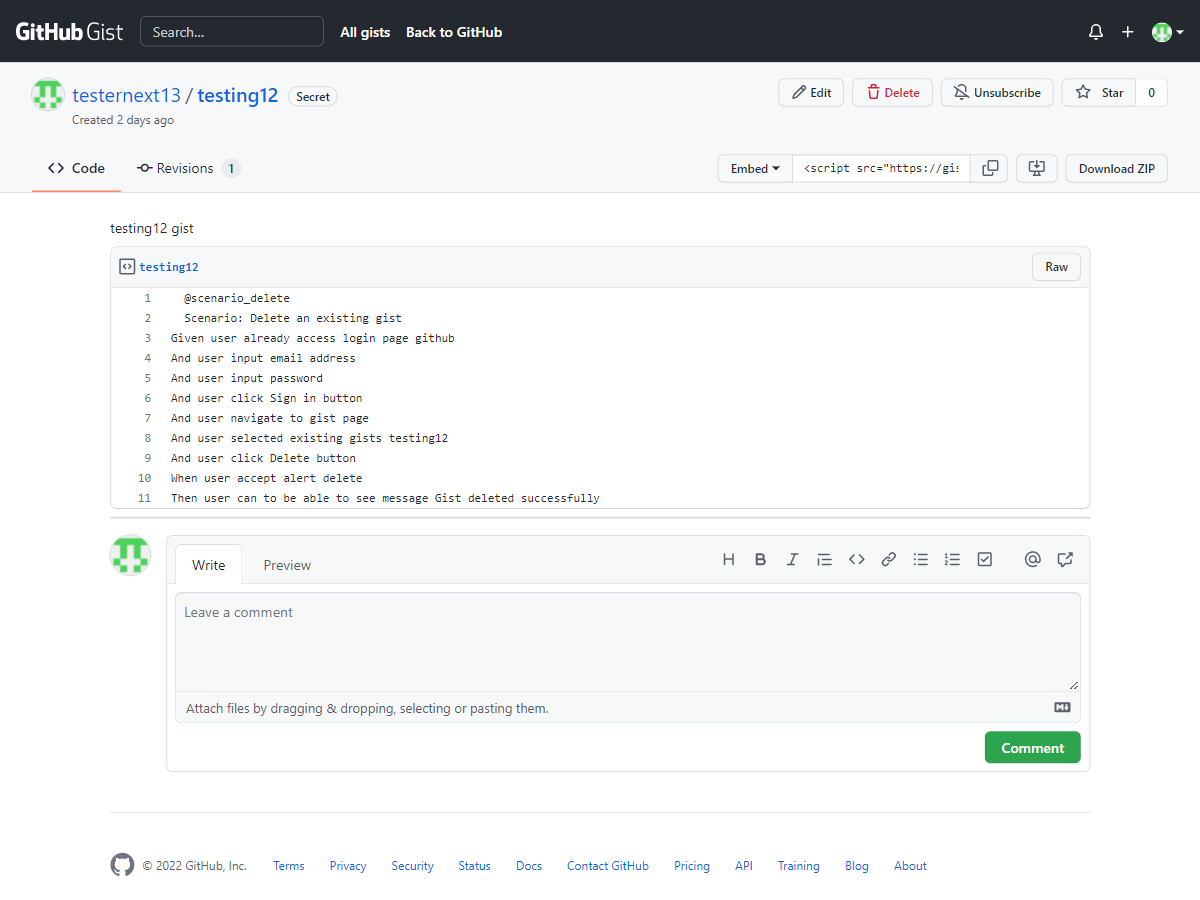 GitHub Gist Search... All gists Back to GitHub
testernext13 / testing12 Secret
Edit Delete Unsubscribe Star 0
Created 2 days ago
Code Revisions 1
Embed <script src="https://gis Download ZIP
testing12 gist
testing12 Raw
1 @scenario_delete
2 Scenario: Delete an existing gist
3 Given user already access login page github
4 And user input email address
5 And user input password
6 And user click Sign in button
7 And user navigate to gist page
8 And user selected existing gists testing12
9 And user click Delete button
10 When user accept alert delete
11 Then user can to be able to see message Gist deleted successfully
Write Preview H B I @
Leave a comment
Attach files by dragging & dropping, selecting or pasting them.
Comment
© 2022 GitHub, Inc. Terms Privacy Security Status Docs Contact GitHub Pricing API Training Blog About